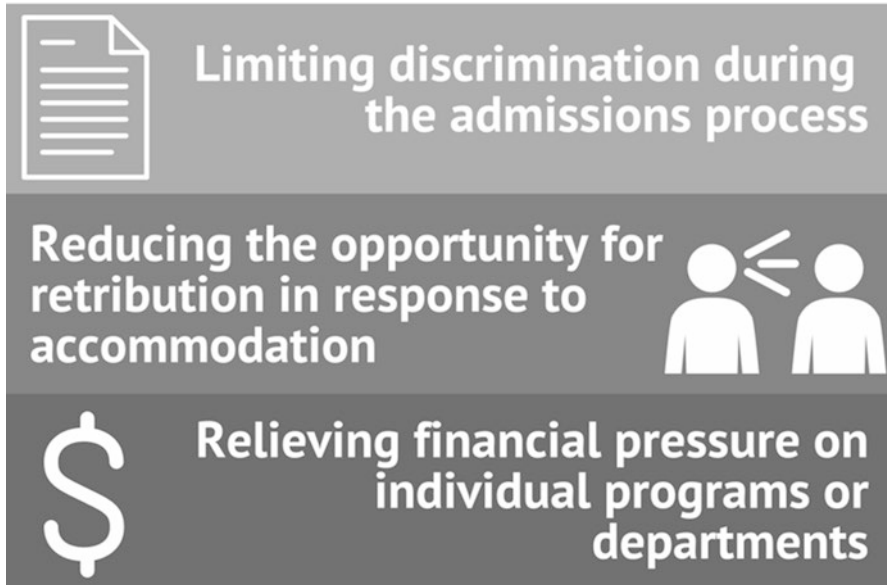 Limiting discrimination during
the admissions process
Reducing the opportunity for
retribution in response to
accommodation
$
Relieving financial pressure on
individual programs or
departments